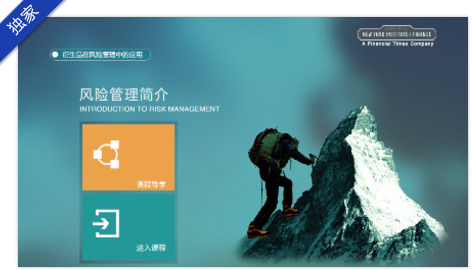 独家
NEW YORK INSTITUTE of FINANCE
A Financial Times Company
衍生品在风险管理中的应用
风险管理简介
INTRODUCTION TO RISK MANAGEMENT
课程导学
进入课程